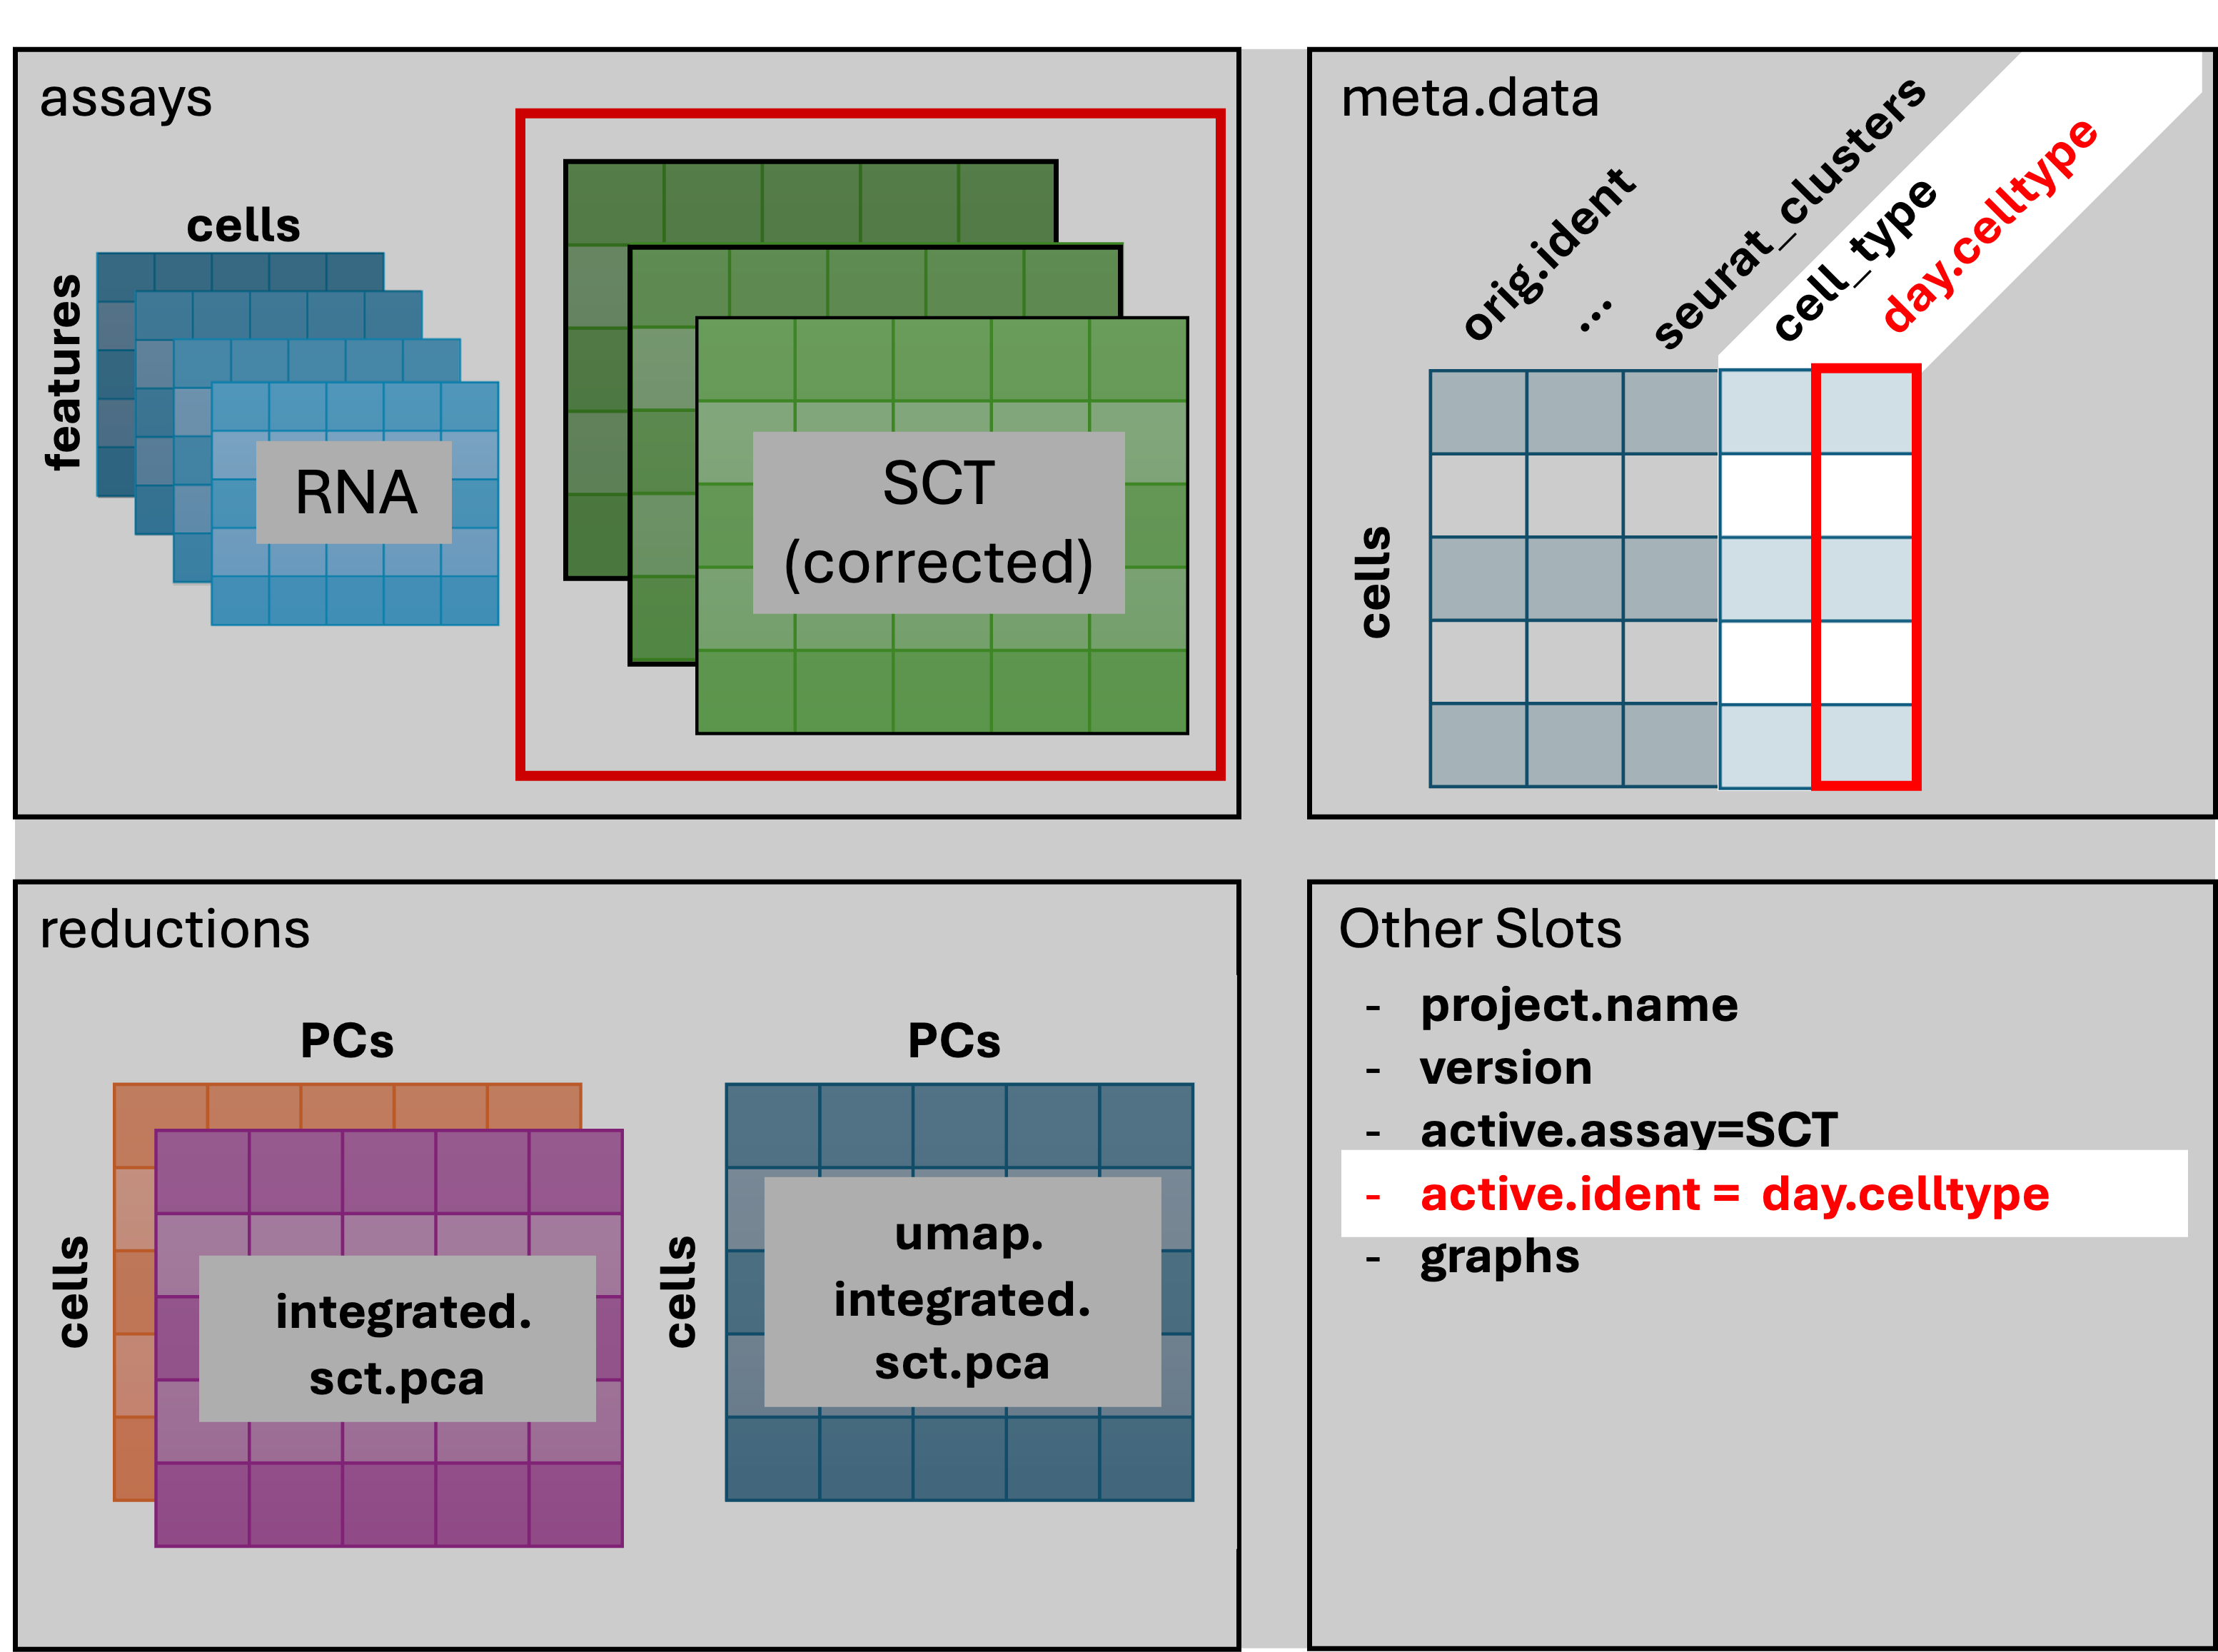 assays
cells
features
RNA
SCT
(corrected)
meta.data
orig.ident
...
seurat_clusters
cell_type
day.celltype
cells
reductions
PCs
cells
integrated.
sct.pca
PCs
cells
umap.
integrated.
sct.pca
Other Slots
- project.name
- version
- active.assay=SCT
- active.ident = day.celltype
- graphs